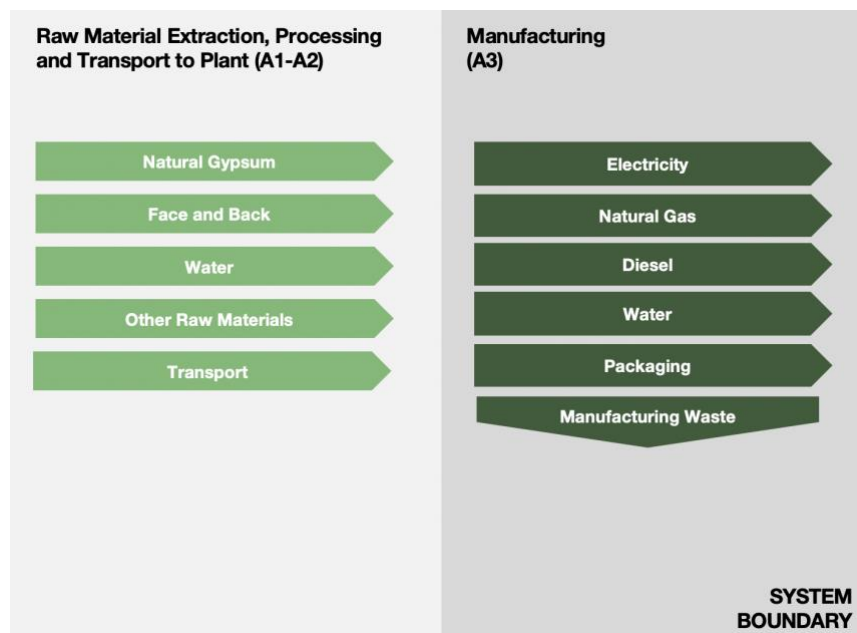 Raw Material Extraction, Processing
and Transport to Plant (A1-A2)
Natural Gypsum
Face and Back
Water
Other Raw Materials
Transport
Manufacturing
(A3)
Electricity
Natural Gas
Diesel
Water
Packaging
Manufacturing Waste
SYSTEM
BOUNDARY